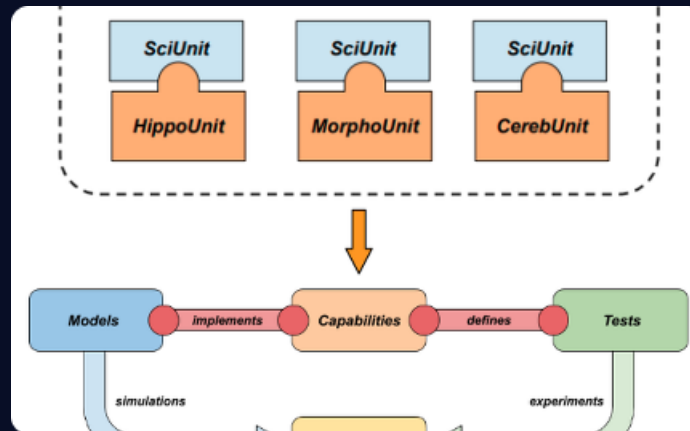 SciUnit
SciUnit
SciUnit
HippoUnit
MorphoUnit
CerebUnit
Models
implements
Capabilities
defines
Tests
simulations
experiments